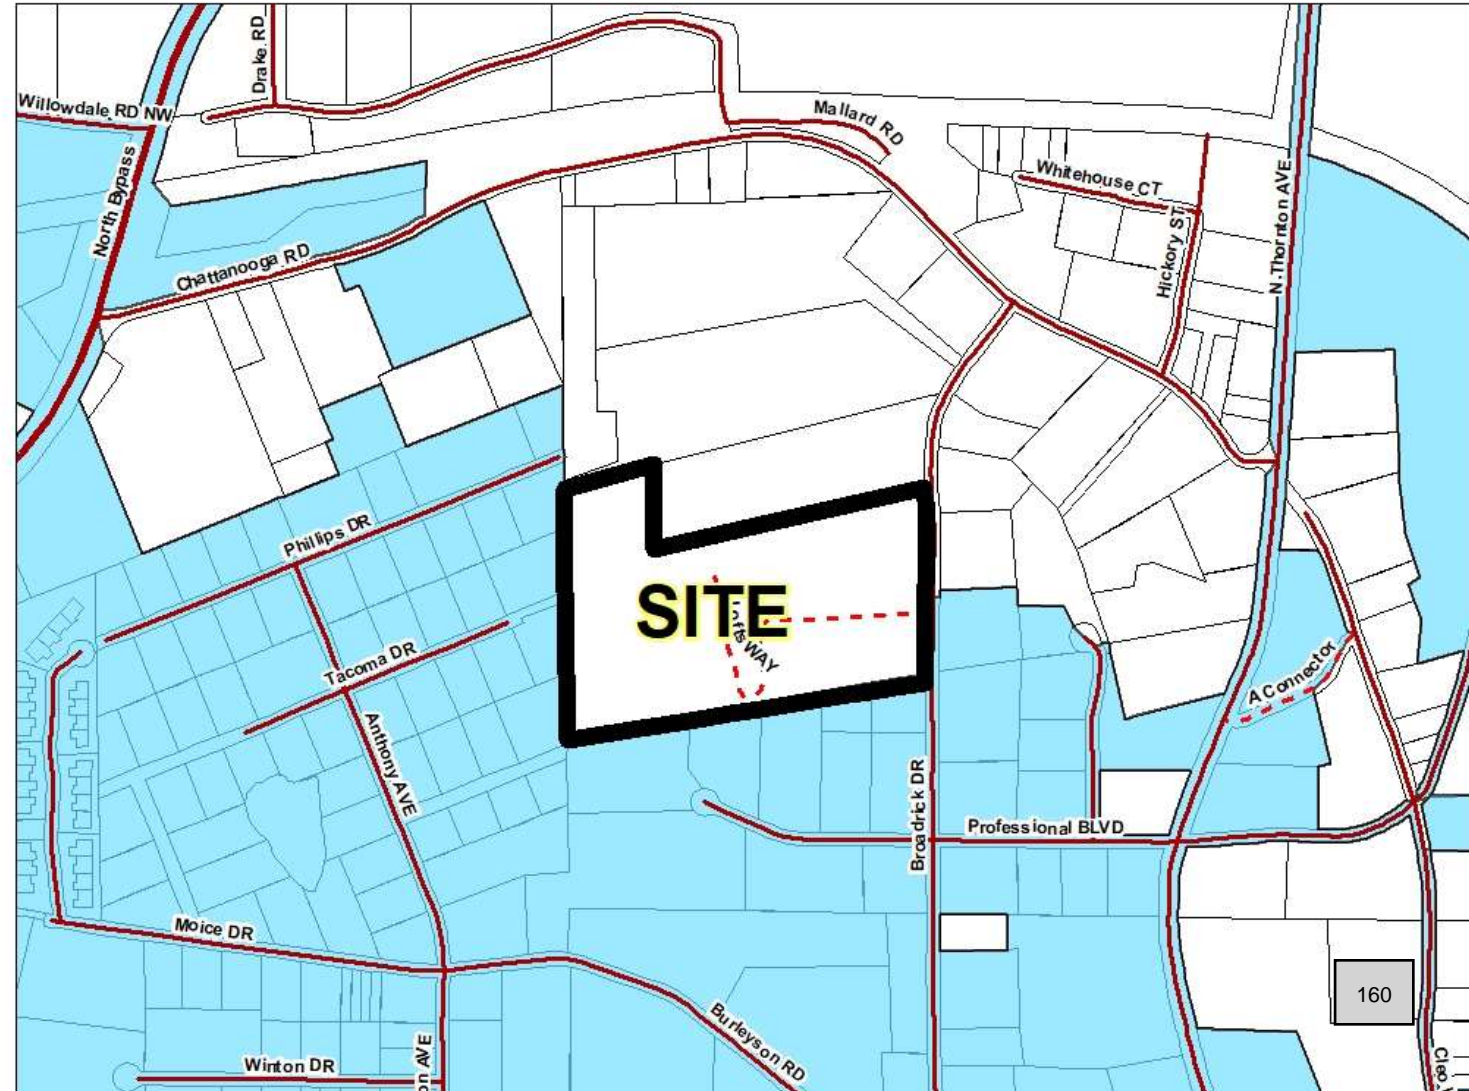 Drake RD
Willowdale RD NW
Mallard RD
Whitehouse CT
North Bypass
N.Thornton AVE
Hickory ST
Chattanooga RD
Phillips DR
SITE
WAY
Tacoma DR
A Connector
Anthony AVE
Broadrick DR
Professional BLVD
Moice DR
160
Burleyson RD
Winton DR
on AVE
Cleo